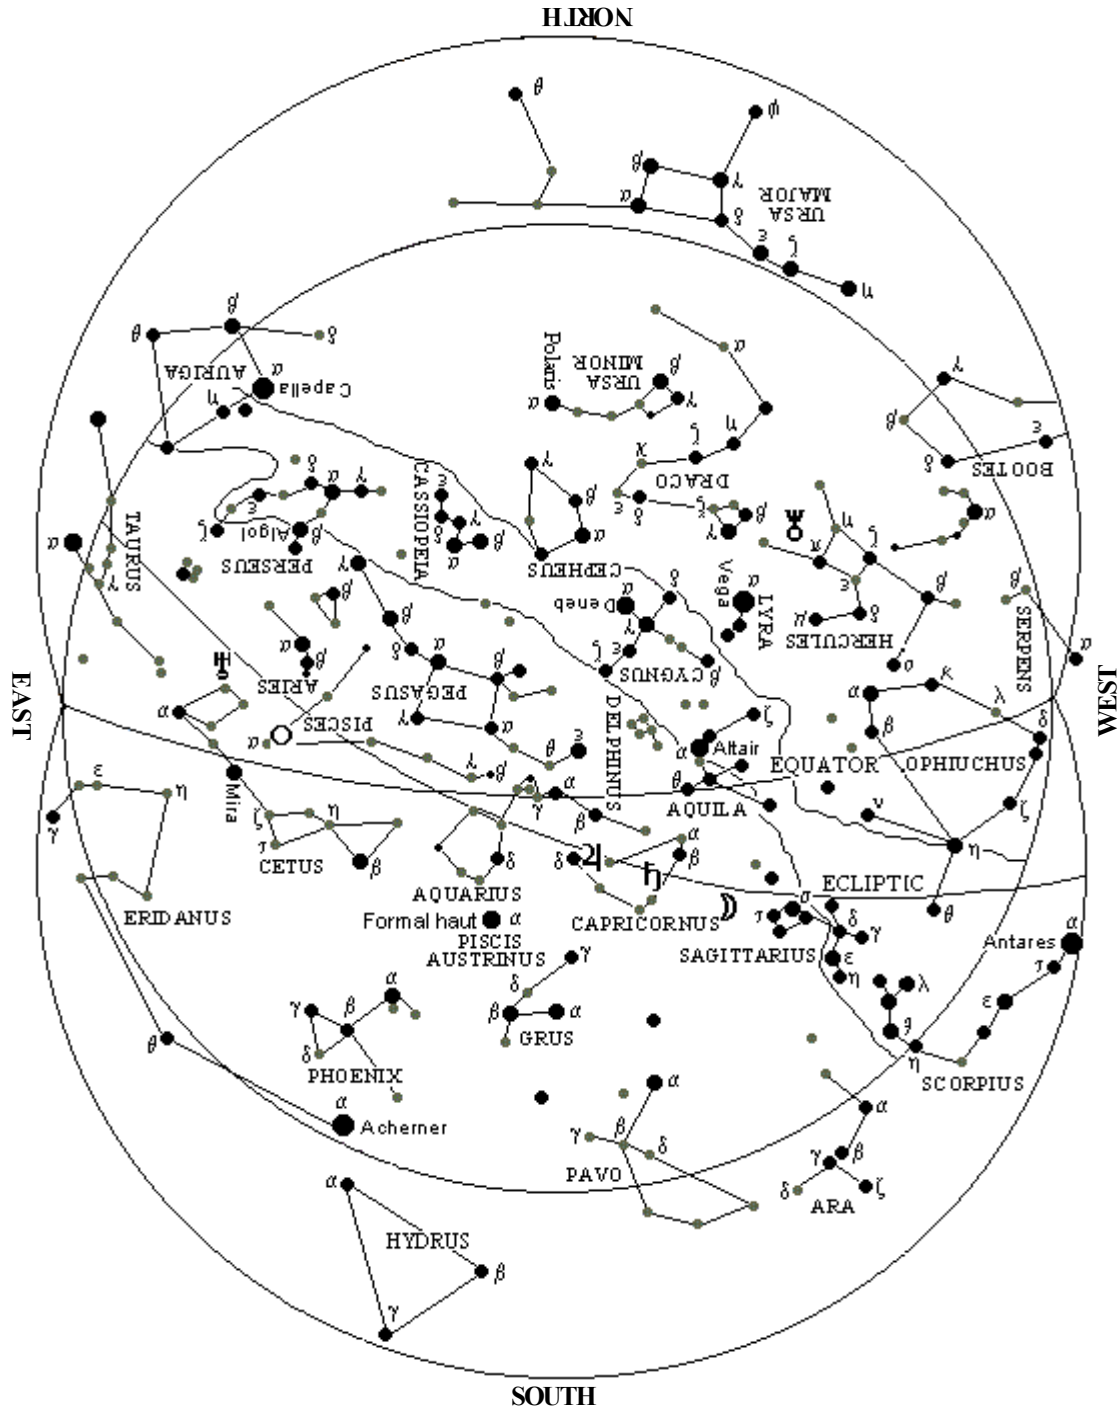 NORTH
θ
φ
β
γ
URSA
MAJOR
α
δ
ε
ζ
η
β
θ
δ
AURIGA
α
Capella
η
Polaris
α
URSA
MINOR
β
γ
α
η
ζ
χ
DRACO
γ
β
δ
ε
BOOTES
TAURUS
α
γ
δ
α
γ
ε
ζ
β
Algol
PERSEUS
CASSIOPEIA
ε
γ
α
β
γ
β
α
CEPHEUS
ε
δ
ξ
β
γ
η
ζ
π
ε
δ
μ
β
HERCULES
ο
α
β
SERPENS
α
γ
β
δ
α
β
PEGASUS
γ
α
ε
θ
Deneb
α
δ
γ
ε
ζ
CYGNUS
β
Vega
α
LYRA
β
α
β
ARIES
PISCES
α
γ
β
EAST
WEST
α
Mira
ζ
τ
η
CETUS
β
DELPHINUS
ζ
α
Altair
θ
AQUILA
EQUATOR
κ
α
β
λ
δ
OPHIUCHUS
ν
ζ
η
θ
ε
η
γ
ERIDANUS
α
γ
β
δ
AQUARIUS
δ
α
β
CAPRICORNUS
ECLIPTIC
σ
τ
SAGITTARIUS
δ
γ
ε
η
Formal haut
α
PISCIS
AUSTRINUS
Antares
α
τ
ε
λ
θ
η
SCORPIUS
γ
δ
β
α
GRUS
α
γ
β
δ
PHOENIX
θ
α
Acherner
α
γ
β
δ
PAVO
α
β
γ
δ
ζ
ARA
α
HYDRUS
β
γ
SOUTH